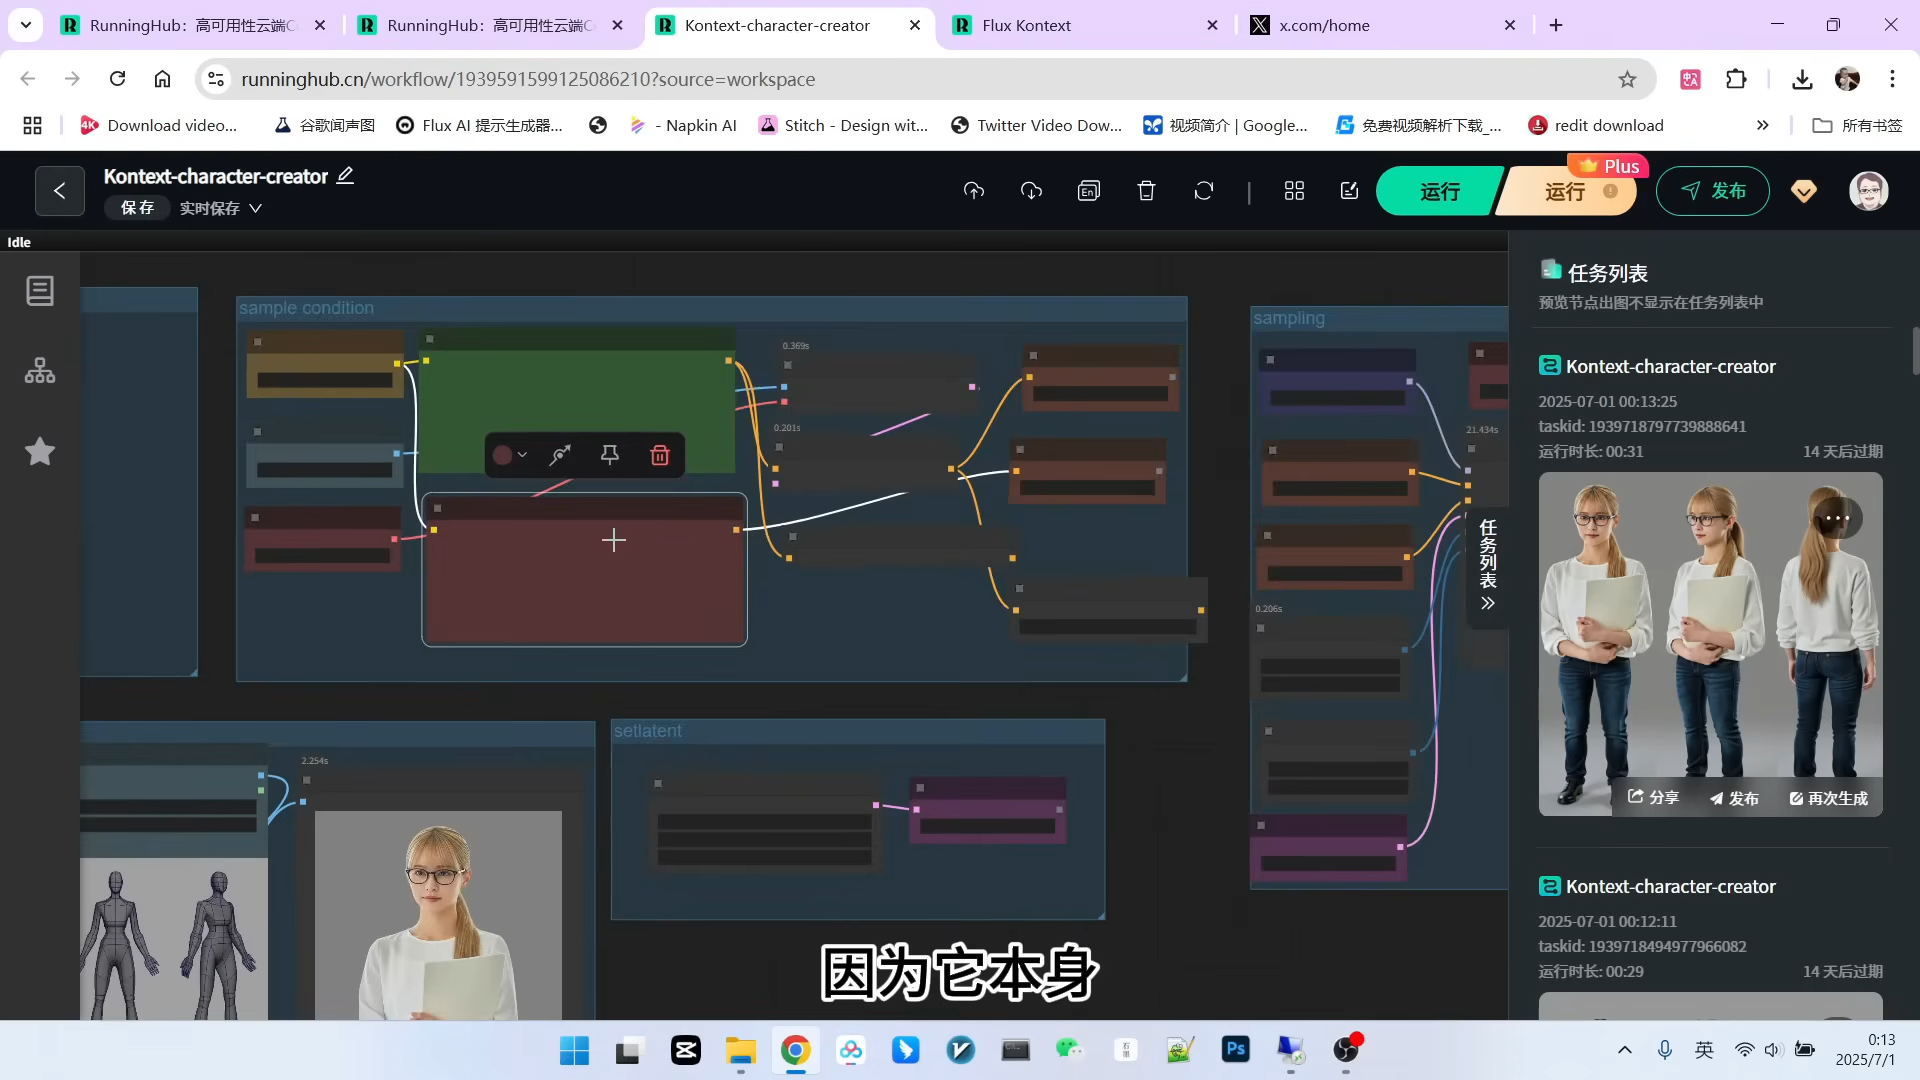 RunningHub：高可用性云端C
RunningHub：高可用性云端C
Kontext-character-creator
Flux Kontext
x.com/home
runninghub.cn/workflow/1939591599125086210?source=workspace
Download video...
谷歌闻声图
Flux AI 提示生成器...
- Napkin AI
Stitch - Design wit...
Twitter Video Dow...
视频简介 | Google...
免费视频解析下载_...
redit download
所有书签
Kontext-character-creator
保存
实时保存
En
运行
运行
Plus
发布
Idle
sample condition
0.369s
0.201s
sampling
21.434s
0.206s
任务列表
setlatent
2.254s
任务列表
预览节点出图不显示在任务列表中
Kontext-character-creator
2025-07-01 00:13:25
taskid: 1939718797739888641
运行时长: 00:31
14 天后过期
分享
发布
再次生成
Kontext-character-creator
2025-07-01 00:12:11
taskid: 1939718494977966082
运行时长: 00:29
14 天后过期
因为它本身
Ps
英
0:13
2025/7/1